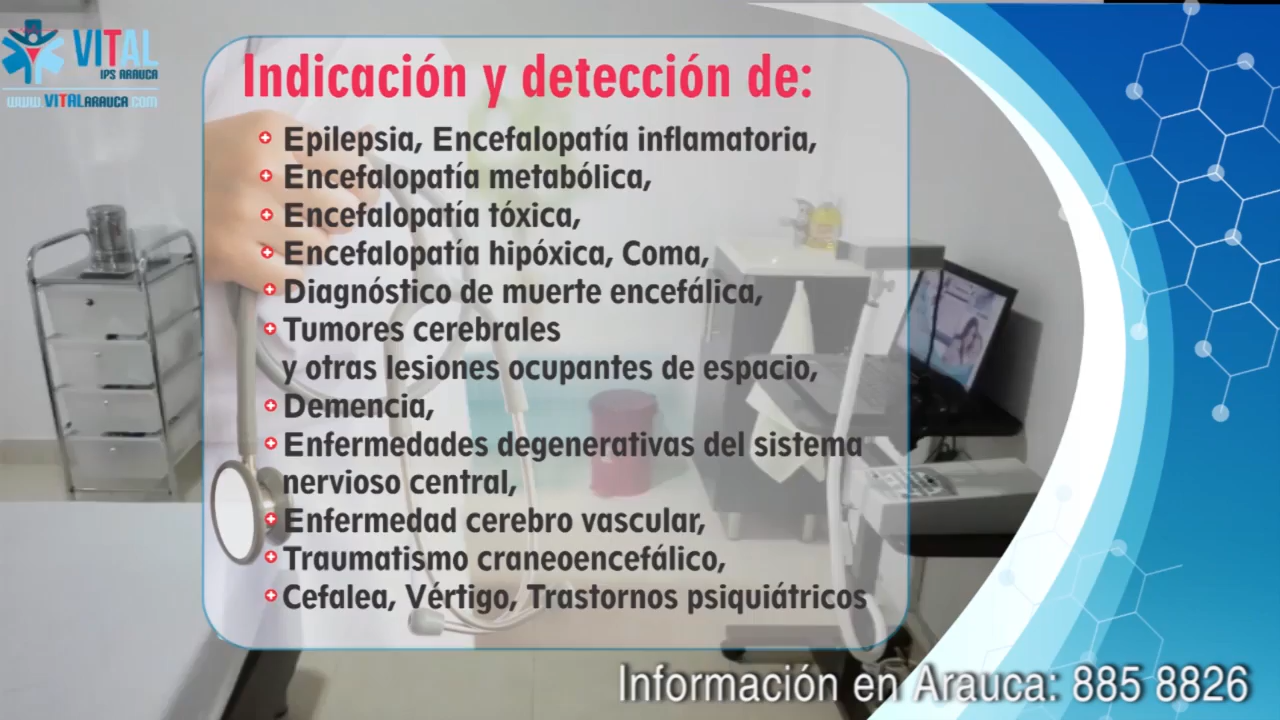 VITAL
IPS ARAUCA
www.VITALARAUCA.com
Indicación y detección de:
Epilepsia, Encefalopatía inflamatoria,
Encefalopatía metabólica,
Encefalopatía tóxica,
Encefalopatía hipóxica, Coma,
Diagnóstico de muerte encefálica,
Tumores cerebrales
y otras lesiones ocupantes de espacio,
Demencia,
Enfermedades degenerativas del sistema
nervioso central,
Enfermedad cerebro vascular,
Traumatismo craneoencefálico,
Cefalea, Vértigo, Trastornos psiquiátricos
Información en Arauca: 885 8826